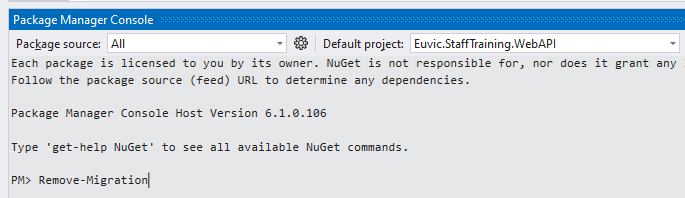 Package Manager Console
Package source: All Default project: Euvic.StaffTraining.WebAPI
Each package is licensed to you by its owner. NuGet is not responsible for, nor does it grant any
Follow the package source (feed) URL to determine any dependencies.
Package Manager Console Host Version 6.1.0.106
Type 'get-help NuGet' to see all available NuGet commands.
PM> Remove-Migration